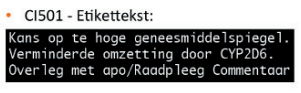 • CI501 - Etikettekst:
Kans op te hoge geneesmiddelspiegel.
Verminderde omzetting door CYP2D6.
Overleg met apo/Raadpleeg Commentaar